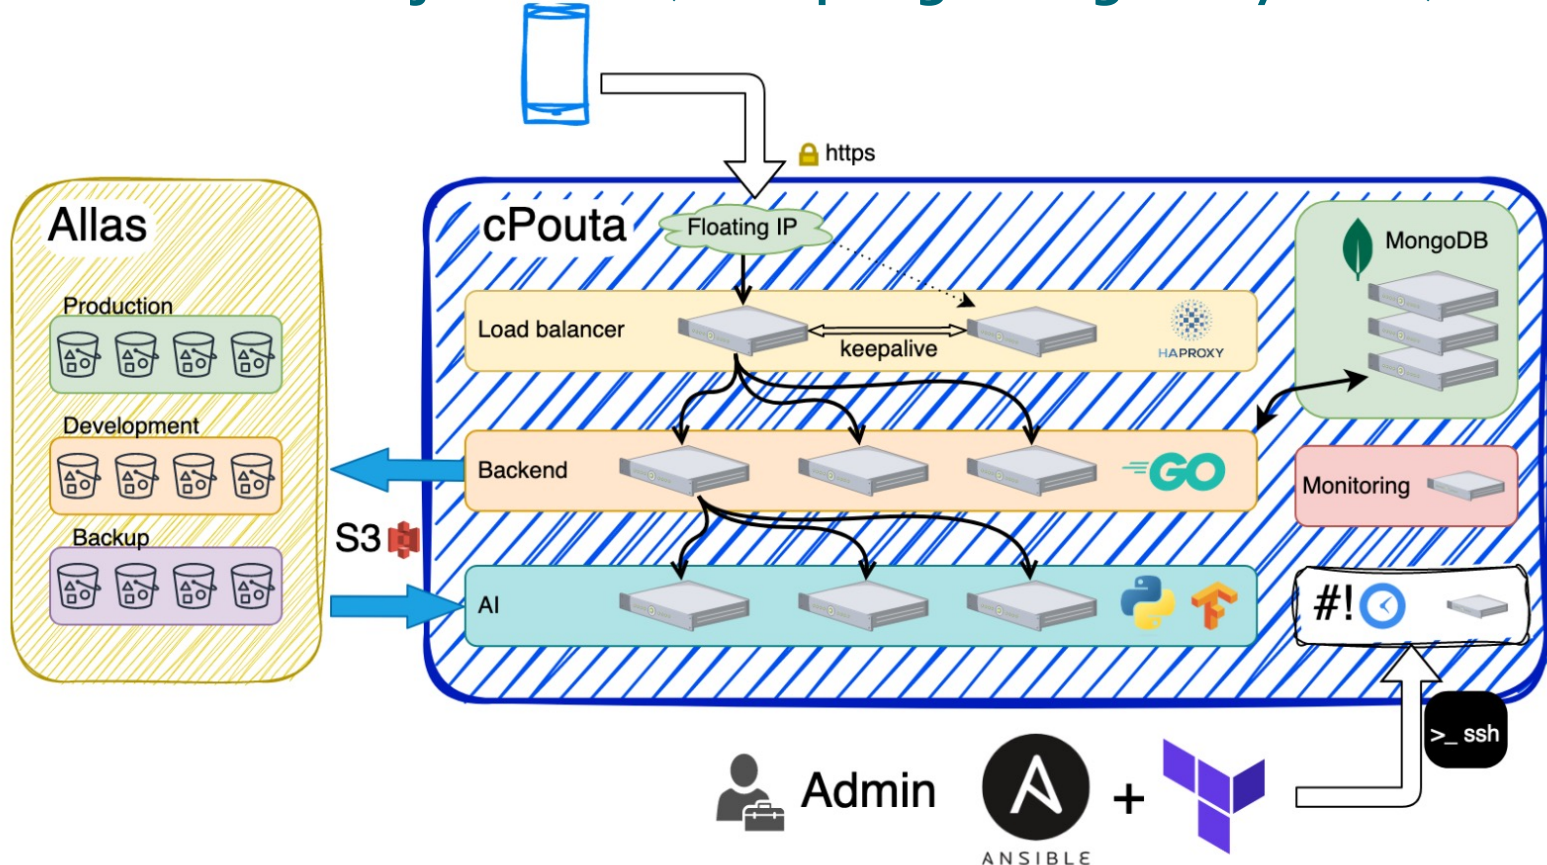 https
Allas
cPouta
Floating IP
MongoDB
Production
Load balancer
keepalive
HAPROXY
Development
Backend
GO
Monitoring
Backup
S3
AI
#!
>_ ssh
Admin
+
ANSIBLE